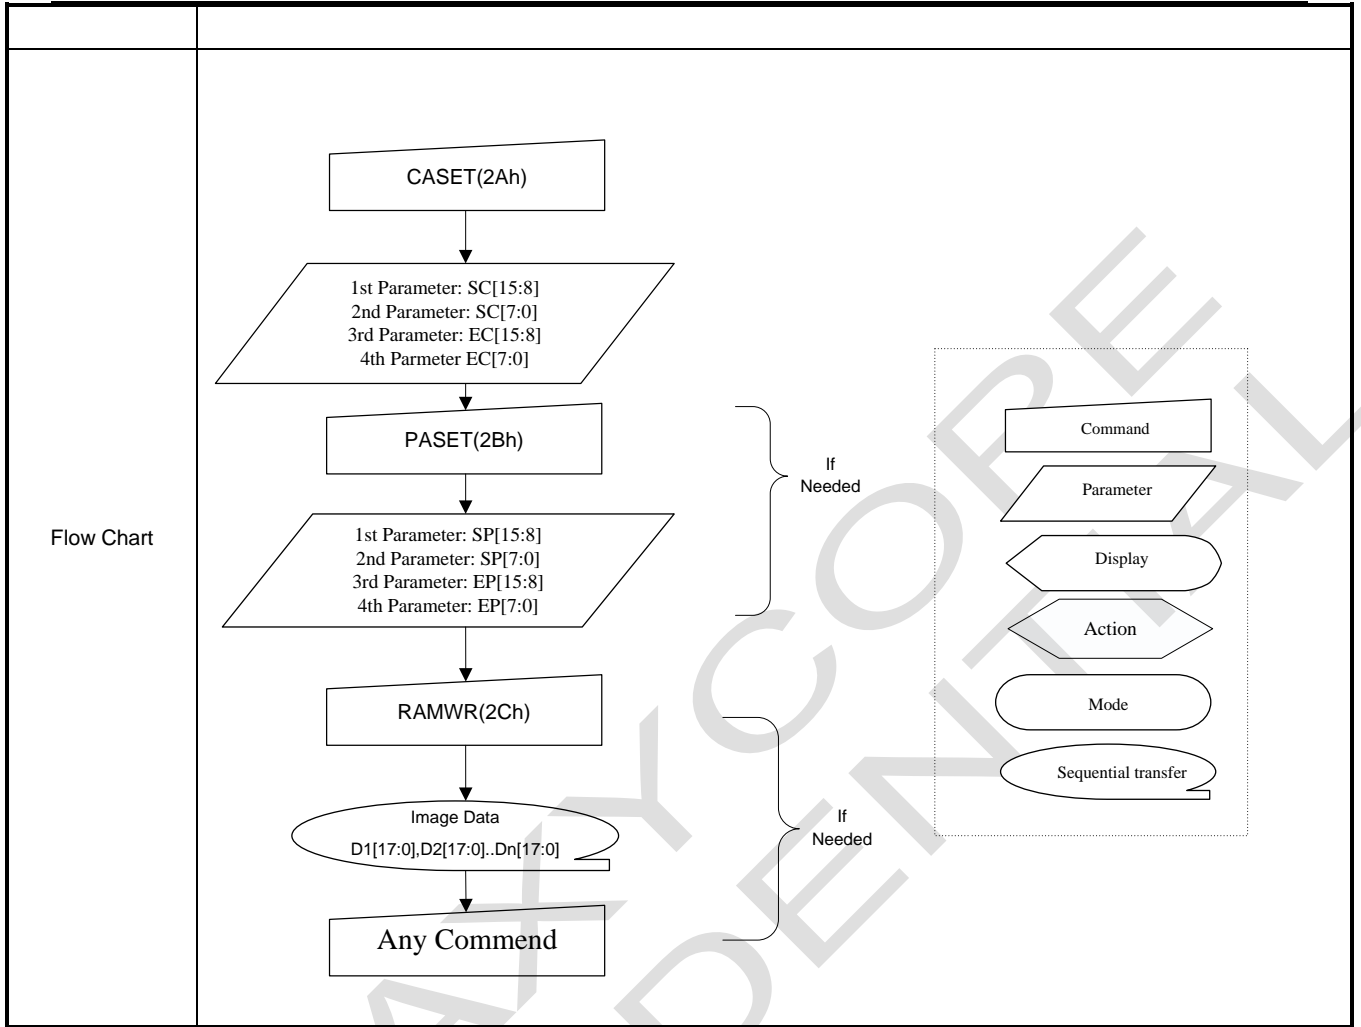 Flow Chart
CASET(2Ah)
1st Parameter: SC[15:8]
2nd Parameter: SC[7:0]
3rd Parameter: EC[15:8]
4th Parmeter EC[7:0]
PASET(2Bh)
1st Parameter: SP[15:8]
2nd Parameter: SP[7:0]
3rd Parameter: EP[15:8]
4th Parameter: EP[7:0]
If
Needed
RAMWR(2Ch)
Image Data
D1[17:0],D2[17:0]..Dn[17:0]
Any Commend
If
Needed
Command
Parameter
Display
Action
Mode
Sequential transfer
AXYCORE
DENTIAL